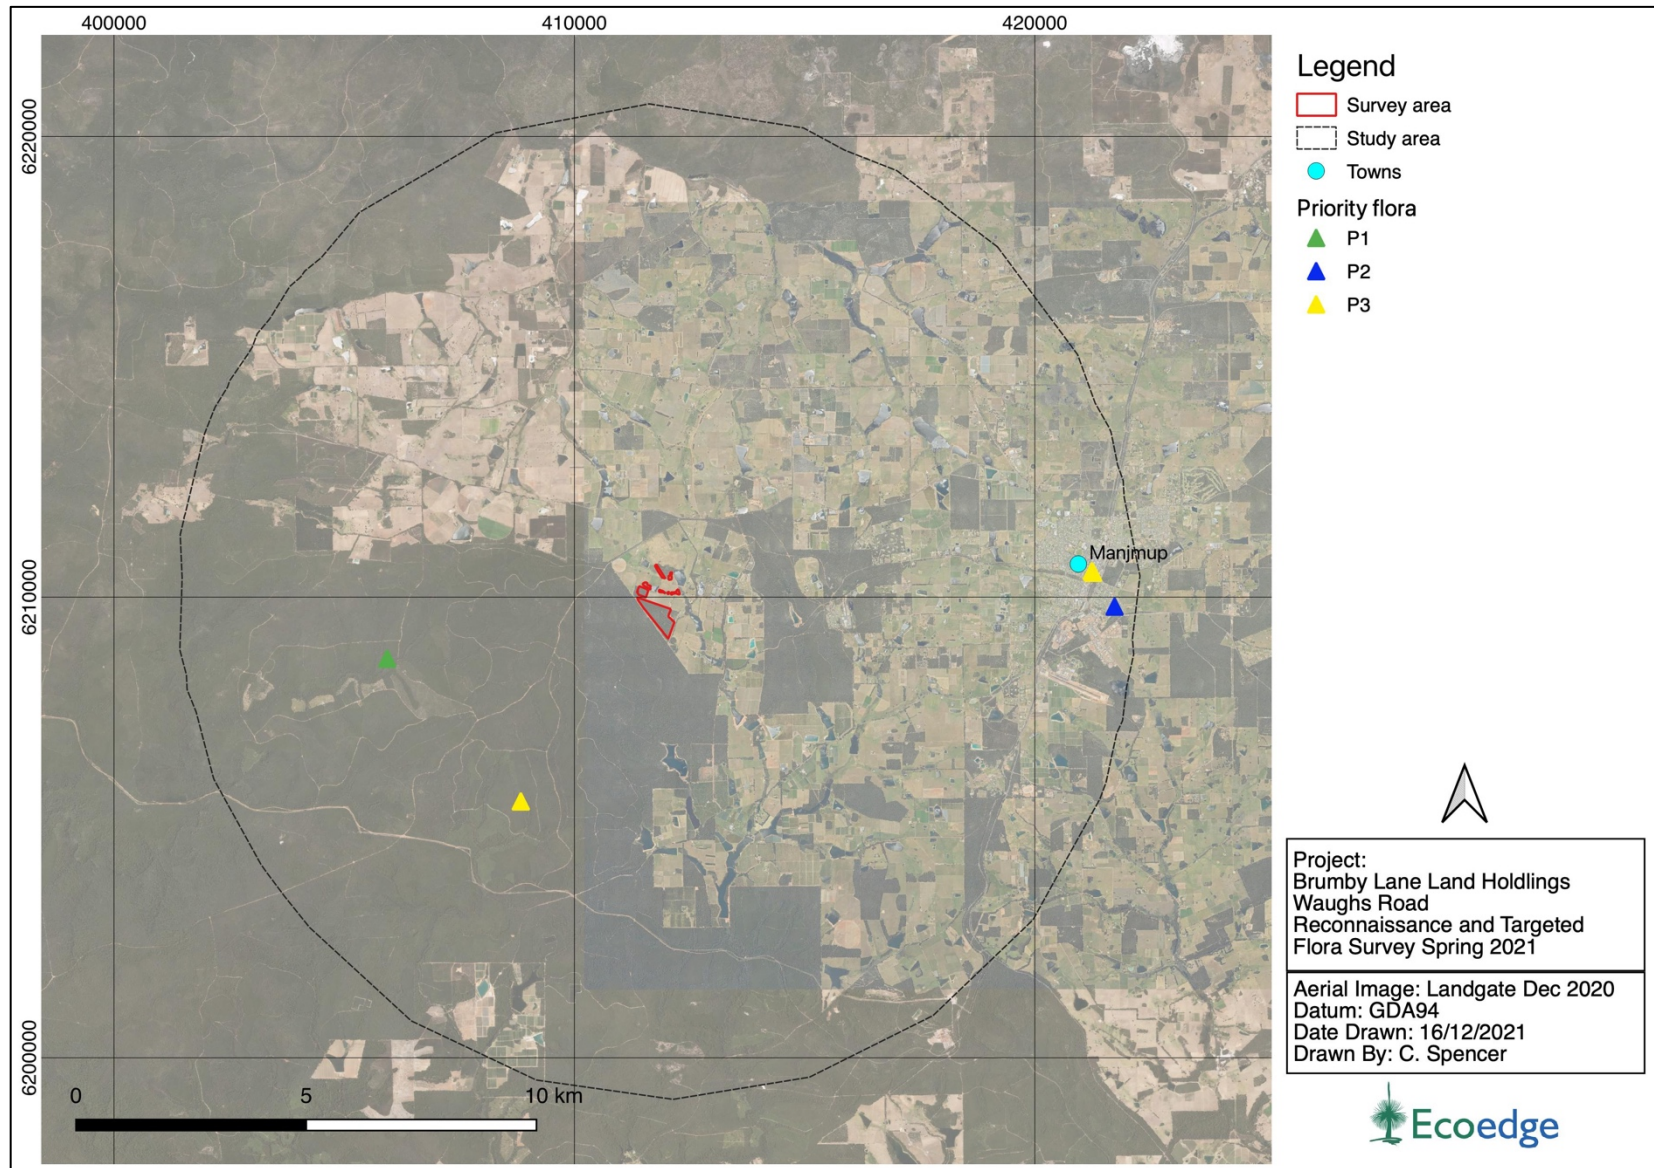 400000
410000
420000
6220000
6210000
6200000
Manjmup
0
5
10 km
Legend
Survey area
Study area
Towns
Priority flora
P1
P2
P3
Project:
Brumby Lane Land Holdlings
Waughs Road
Reconnaissance and Targeted
Flora Survey Spring 2021
Aerial Image: Landgate Dec 2020
Datum: GDA94
Date Drawn: 16/12/2021
Drawn By: C. Spencer
Ecoedge